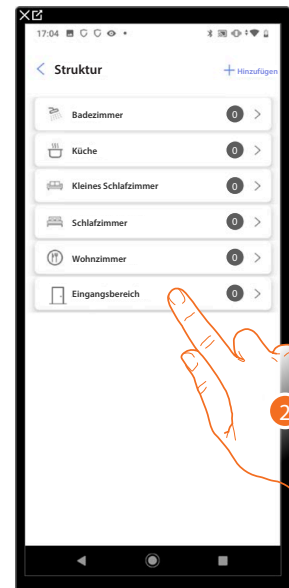 17:04
Struktur
Hinzufügen
Badezimmer 0
Küche 0
Kleines Schlafzimmer 0
Schlafzimmer 0
Wohnzimmer 0
Eingangsbereich 0
2